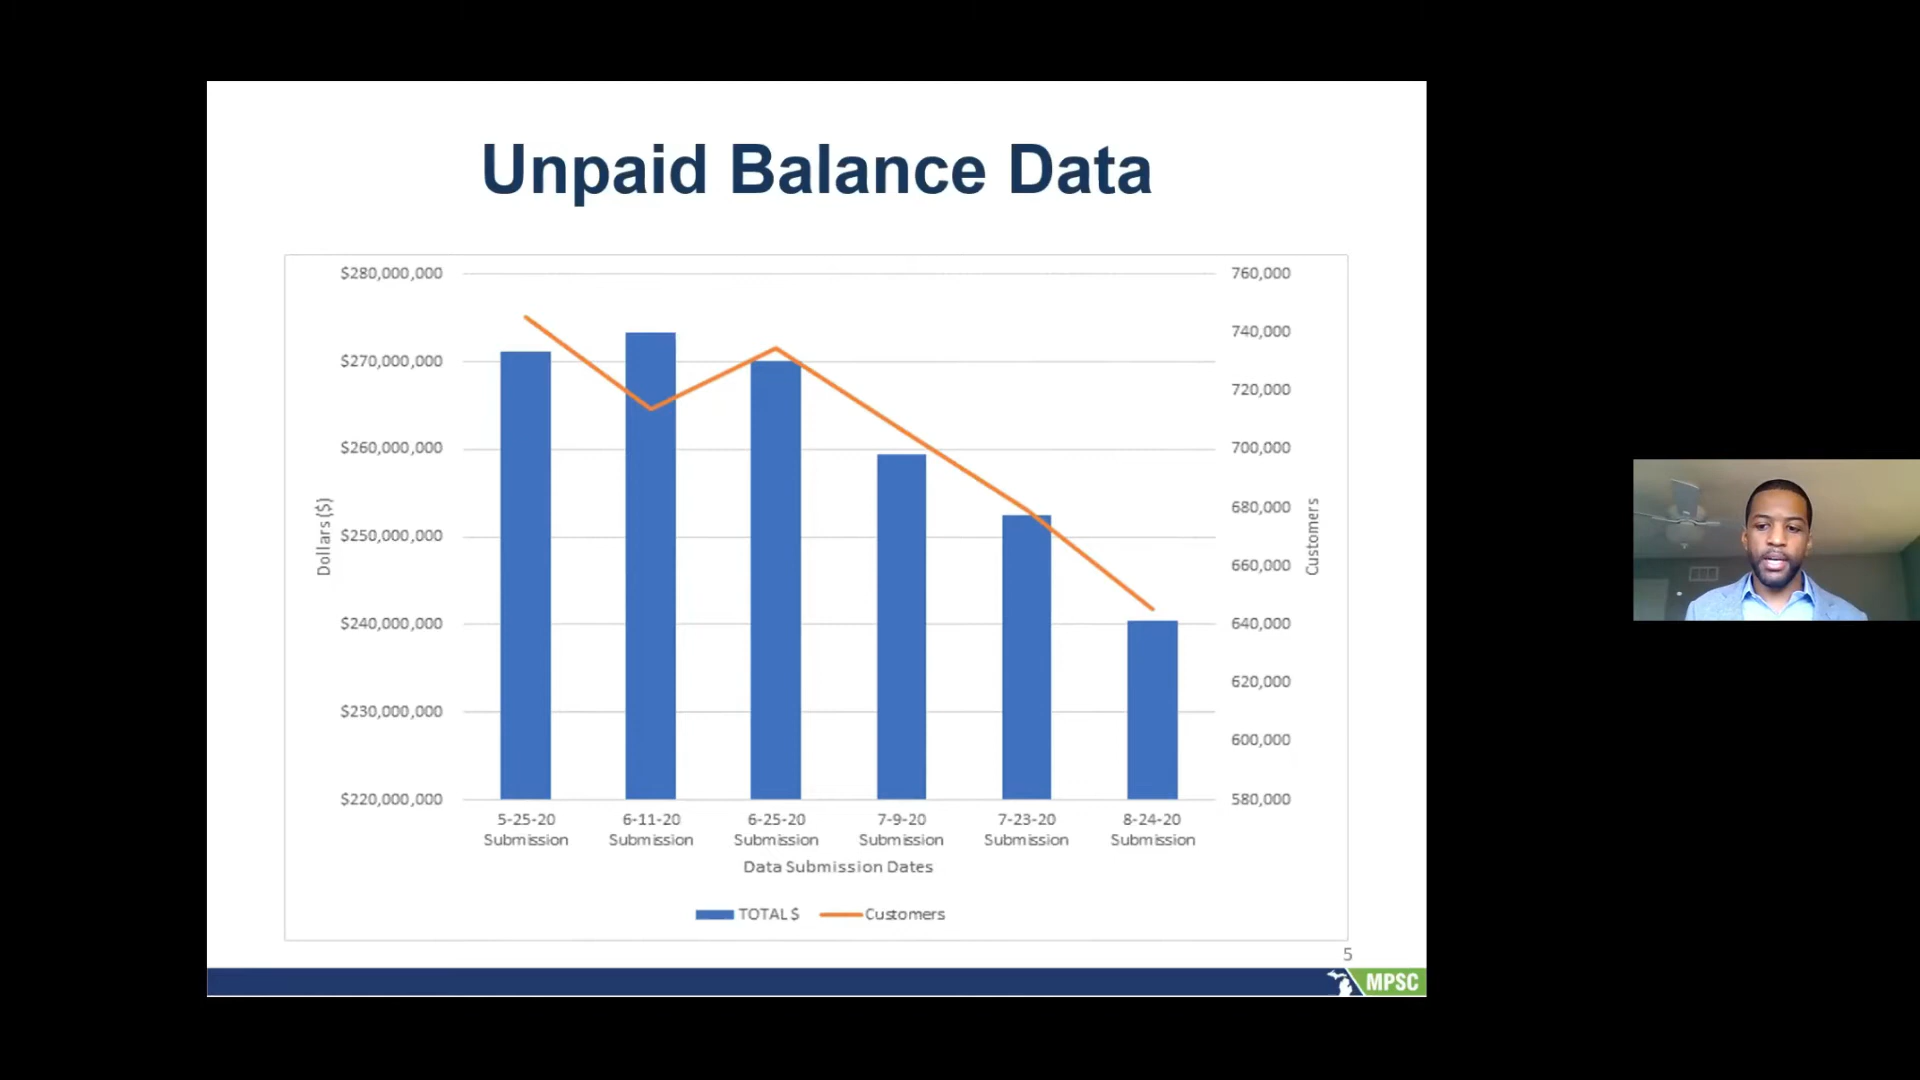 Unpaid Balance Data
$280,000,000
$270,000,000
$260,000,000
$250,000,000
$240,000,000
$230,000,000
$220,000,000
Dollars ($)
760,000
740,000
720,000
700,000
680,000
660,000
640,000
620,000
600,000
580,000
Customers
5-25-20 Submission
6-11-20 Submission
6-25-20 Submission
7-9-20 Submission
7-23-20 Submission
8-24-20 Submission
Data Submission Dates
TOTAL $
Customers
5
MPSC